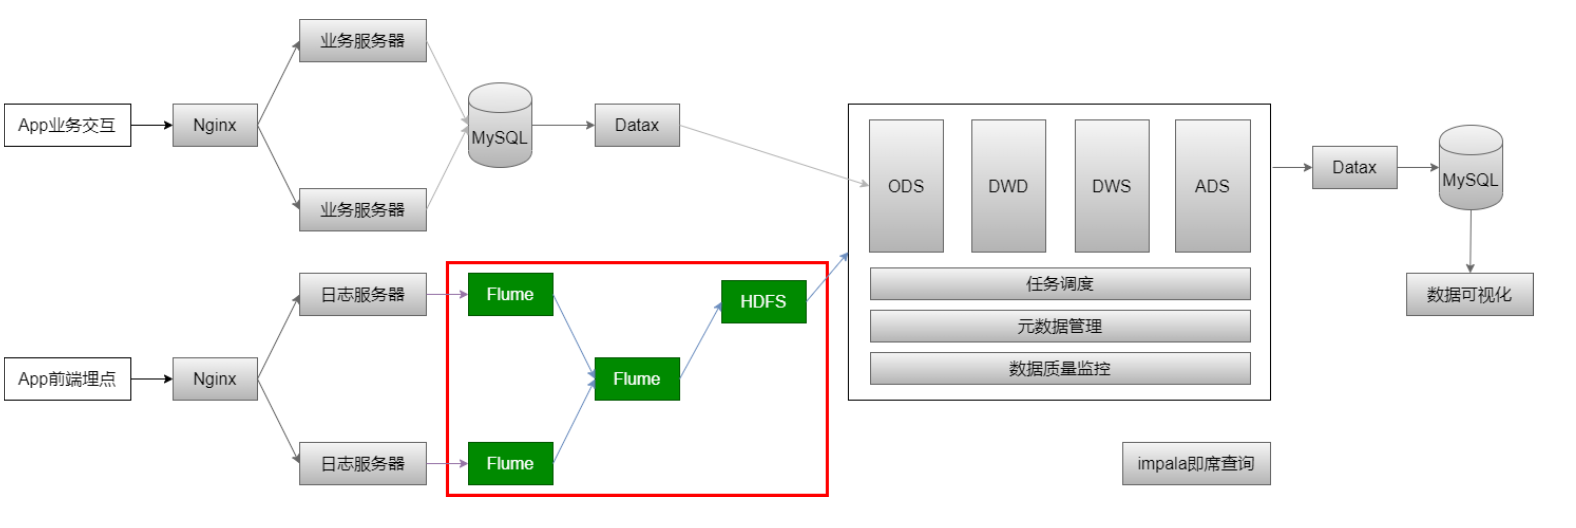 App业务交互
Nginx
业务服务器
业务服务器
MySQL
Datax
App前端埋点
Nginx
日志服务器
日志服务器
Flume
Flume
Flume
HDFS
ODS
DWD
DWS
ADS
任务调度
元数据管理
数据质量监控
Datax
MySQL
数据可视化
impala即席查询